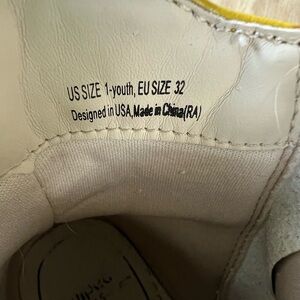 US SIZE 1-youth, EU SIZE 32
Designed in USA, Made in China(RA)